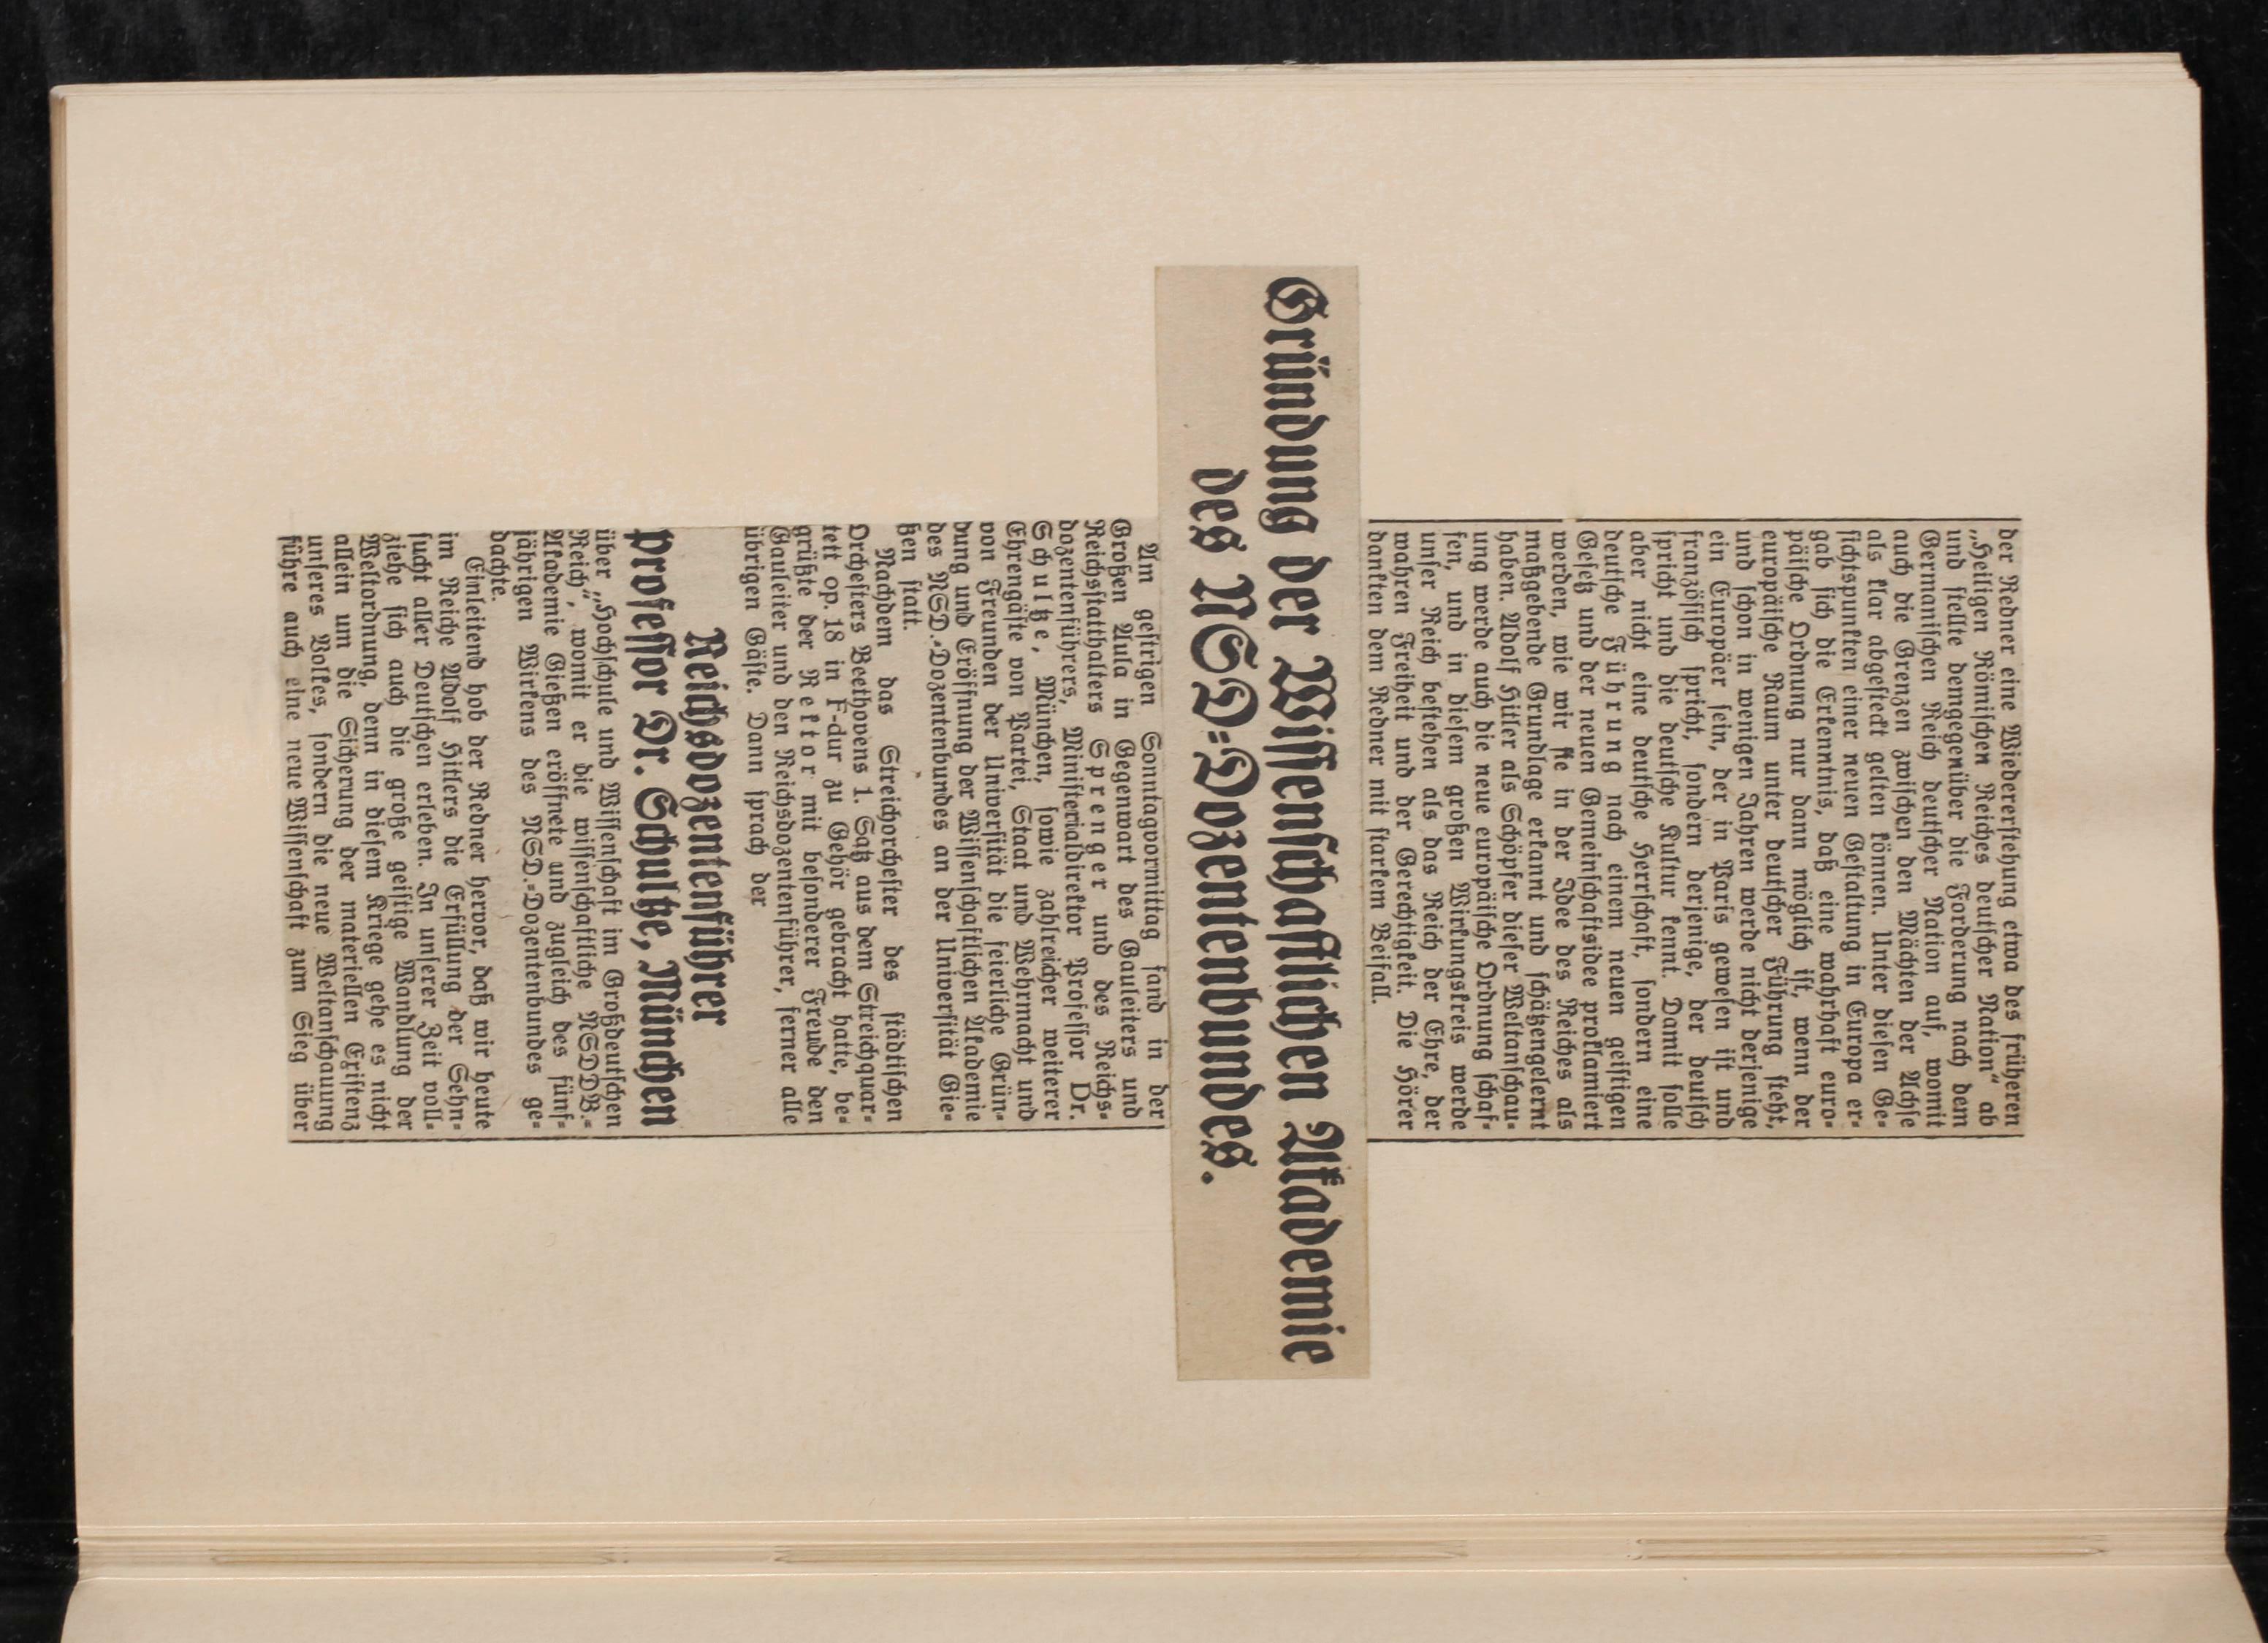 der Redner eine Wiedererstehung etwa des früheren
„Heiligen Römischen Reiches deutscher Nation“ ab
und stellte demgegenüber die Forderung nach dem
Germanischen Reich deutscher Nation auf, womit
auch die Grenzen zwischen den Mächten der Achse
als klar abgesteckt gelten können. Unter diesen Ge-
sichtspunkten einer neuen Gestaltung in Europa er-
gab sich die Erkenntnis, daß eine wahrhaft euro-
päische Ordnung nur dann möglich ist, wenn der
europäische Raum unter deutscher Führung steht,
und schon in wenigen Jahren werde nicht derjenige
ein Europäer sein, der in Paris gewesen ist und
französisch spricht, sondern derjenige, der deutsch
spricht und die deutsche Kultur kennt. Damit solle
aber nicht eine deutsche Herrschaft, sondern eine
deutsche Führung nach einem neuen geistigen
Gesetz und der neuen Gemeinschaftsidee proklamiert
werden, wie wir sie in der Idee des Reiches als
maßgebende Grundlage erkannt und schätzengelernt
haben. Adolf Hitler als Schöpfer dieser Weltanschau-
ung werde auch die neue europäische Ordnung schaf-
fen, und in diesem großen Wirkungskreis werde
unser Reich bestehen als das Reich der Ehre, der
wahren Freiheit und der Gerechtigkeit. Die Hörer
dankten dem Redner mit starkem Beifall.
Gründung der Wissenschaftlichen Akademie
des NSD=Dozentenbundes.
Am gestrigen Sonntagvormittag fand in der
Großen Aula in Gegenwart des Gauleiters und
Reichsstatthalters Sprenger und des Reichs-
dozentenführers, Ministerialdirektor Professor Dr.
Schultze, München, sowie zahlreicher weiterer
Ehrengäste von Partei, Staat und Wehrmacht und
von Freunden der Universität die feierliche Grün-
dung und Eröffnung der Wissenschaftlichen Akademie
des NSD.=Dozentenbundes an der Universität Gie-
ßen statt.
Nachdem das Streichorchester des städtischen
Orchesters Beethovens 1. Satz aus dem Streichquar-
tett op. 18 in F-dur zu Gehör gebracht hatte, be-
grüßte der Rektor mit besonderer Freude den
Gauleiter und den Reichsdozentenführer, ferner alle
übrigen Gäste. Dann sprach der
Reichsdozentenführer
Professor Dr. Schultze, München
über „Hochschule und Wissenschaft im Großdeutschen
Reich“, womit er die wissenschaftliche NSDDB.=
Akademie Gießen eröffnete und zugleich des fünf-
jährigen Wirkens des NSD.=Dozentenbundes ge-
dachte.
Einleitend hob der Redner hervor, daß wir heute
im Reiche Adolf Hitlers die Erfüllung der Sehn-
sucht aller Deutschen erleben. In unserer Zeit voll-
ziehe sich auch die große geistige Wandlung der
Weltordnung, denn in diesem Kriege gehe es nicht
allein um die Sicherung der materiellen Existenz
unseres Volkes, sondern die neue Weltanschauung
führe auch eine neue Wissenschaft zum Sieg über